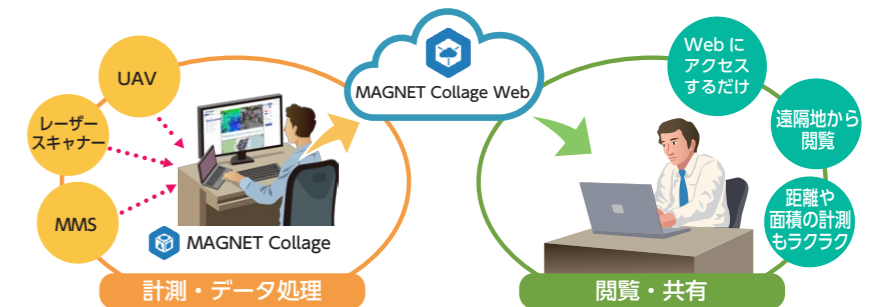 UAV
レーザー
スキャナー
MMS
MAGNET Collage
計測・データ処理
MAGNET Collage Web
Webに
アクセス
するだけ
遠隔地から
閲覧
距離や
面積の計測
もラクラク
閲覧・共有